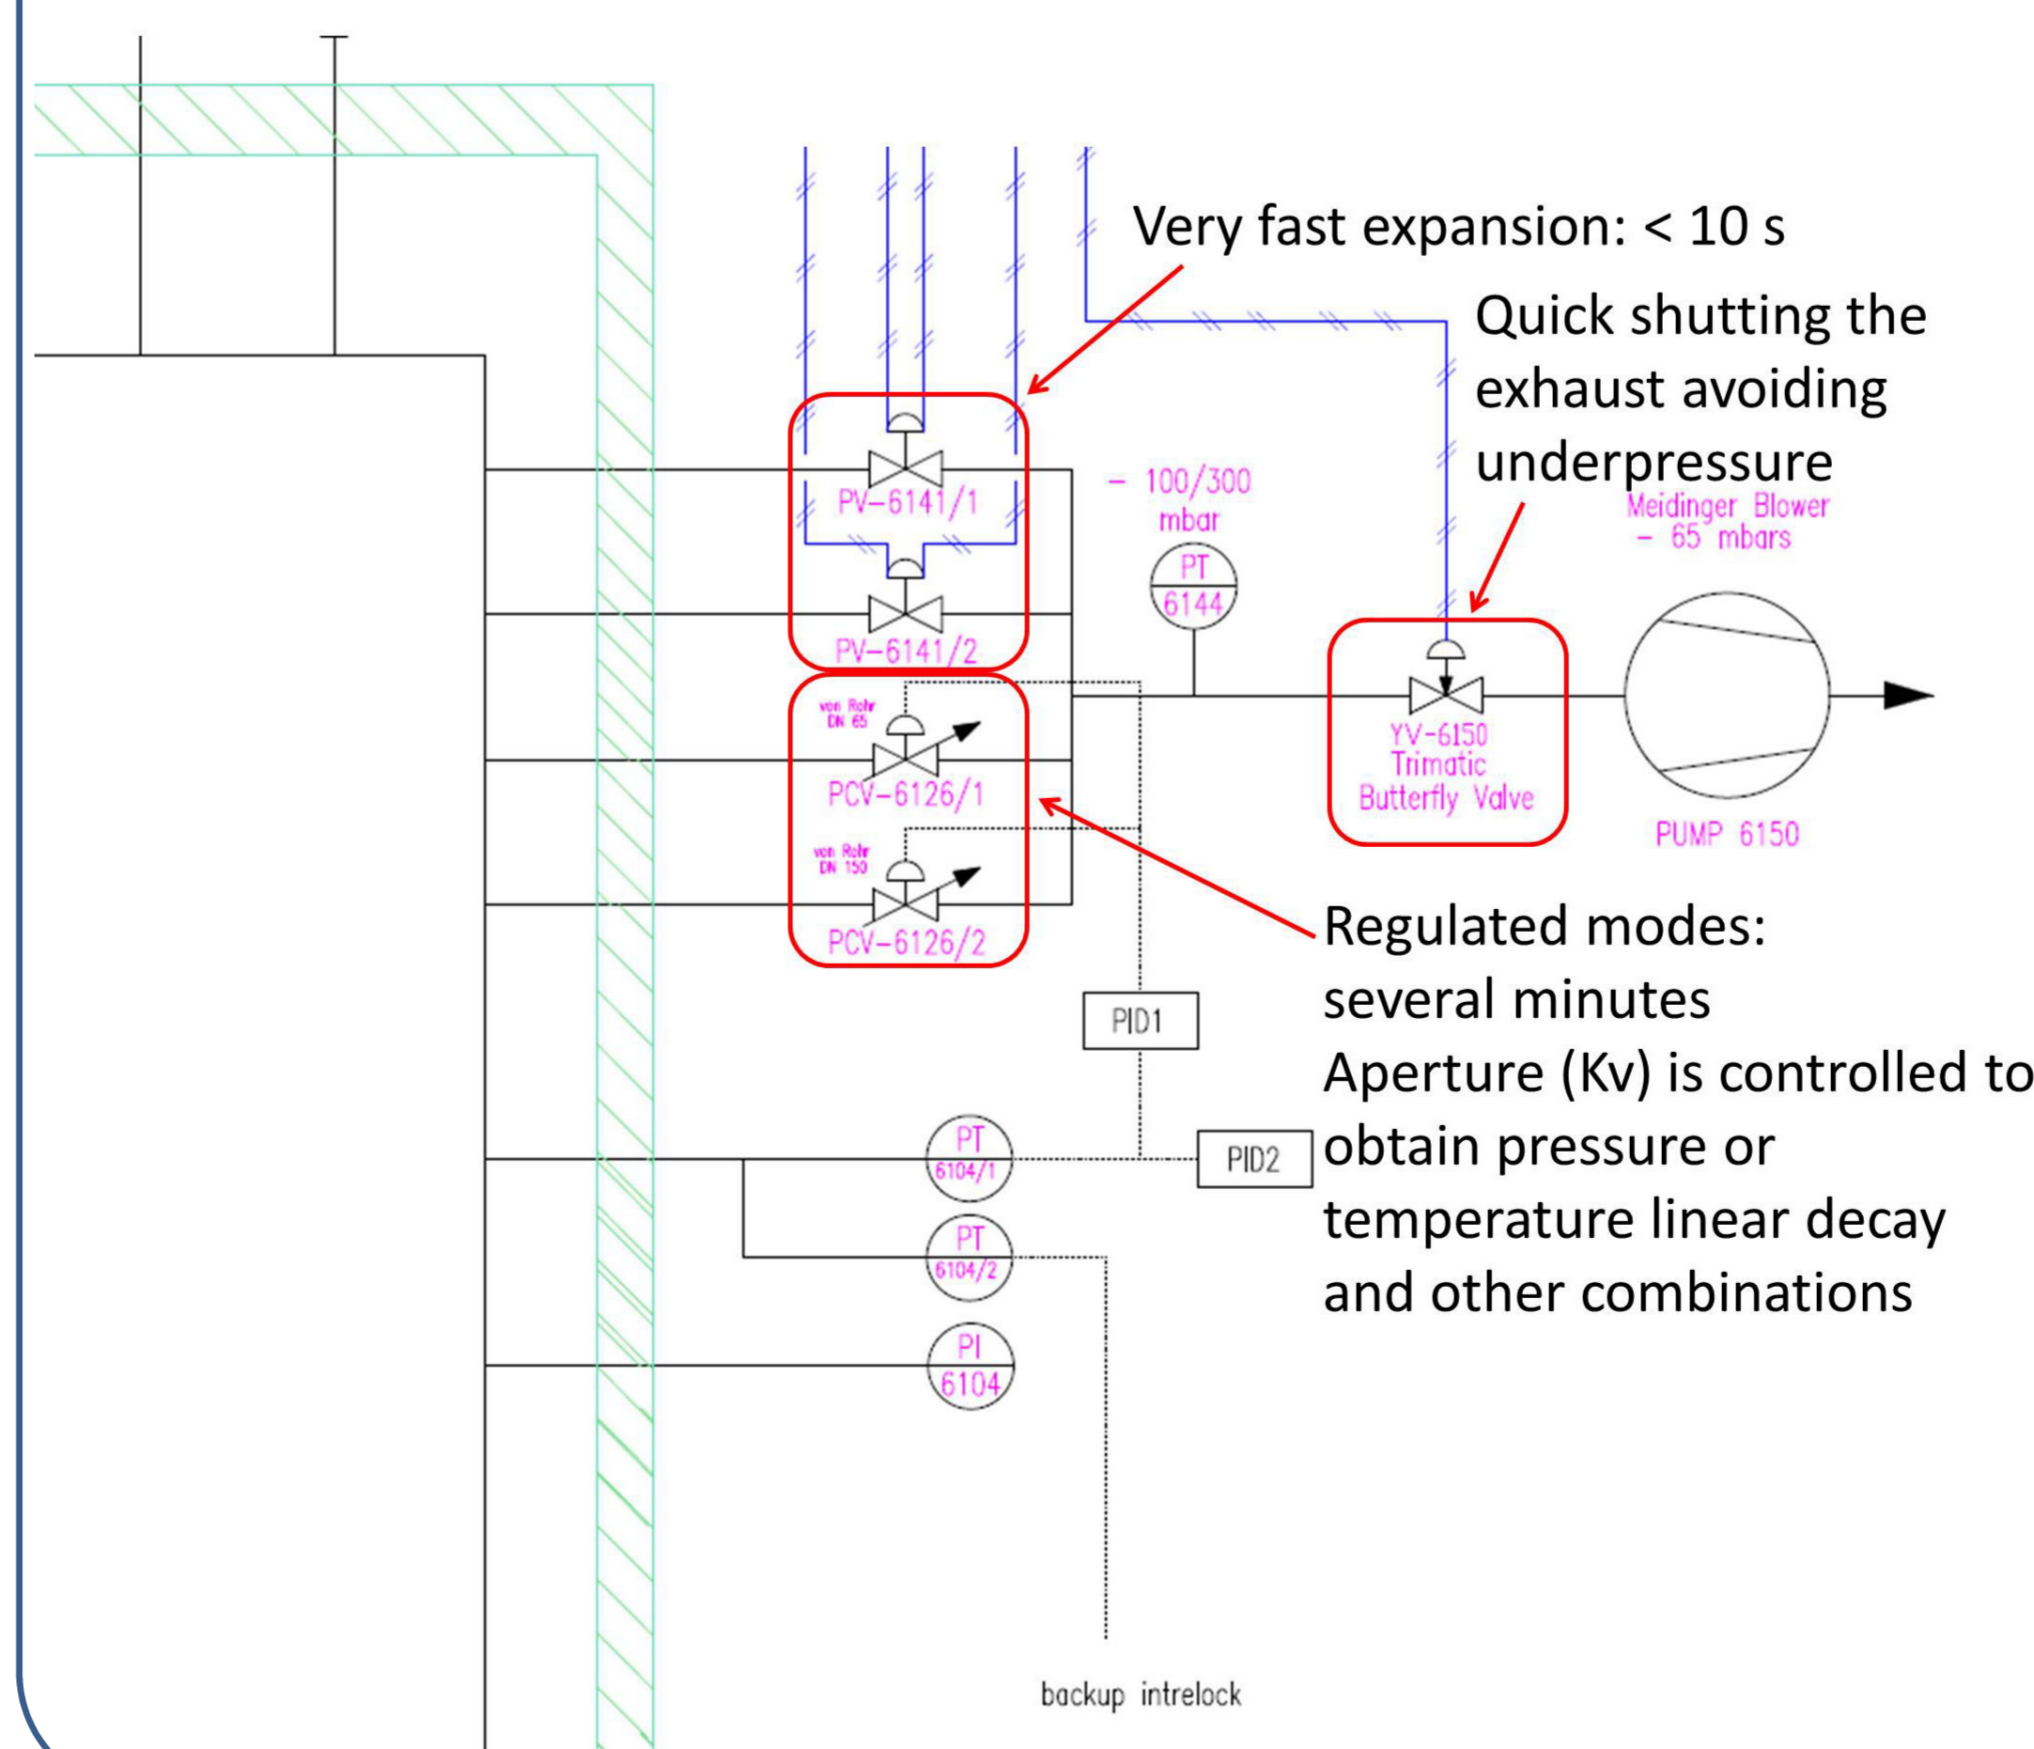 Very fast expansion: < 10 s
Quick shutting the
exhaust avoiding
underpressure
PV-6141/1
- 100/300
mbar
PT
6144
Meidinger Blower
- 65 mbars
PV-6141/2
von Rohr
DN 65
PCV-6126/1
YV-6150
Trimatic
Butterfly Valve
PUMP 6150
von Rohr
DN 150
PCV-6126/2
Regulated modes:
several minutes
Aperture (Kv) is controlled to
obtain pressure or
temperature linear decay
and other combinations
PID1
PT
6104/1
PID2
PT
6104/2
PI
6104
backup intrelock